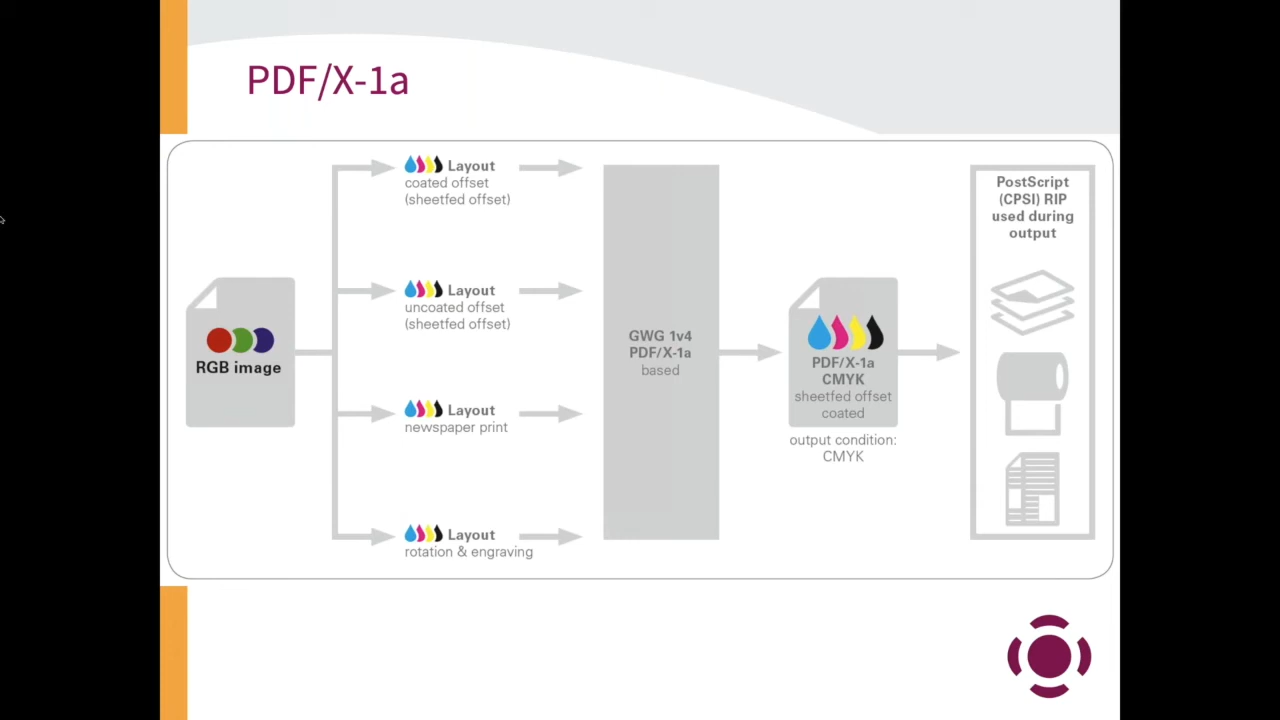 PDF/X-1a
RGB image
Layout
coated offset
(sheetfed offset)
Layout
uncoated offset
(sheetfed offset)
Layout
newspaper print
Layout
rotation & engraving
GWG 1v4
PDF/X-1a
based
PDF/X-1a
CMYK
sheetfed offset
coated
output condition:
CMYK
PostScript
(CPSI) RIP
used during
output